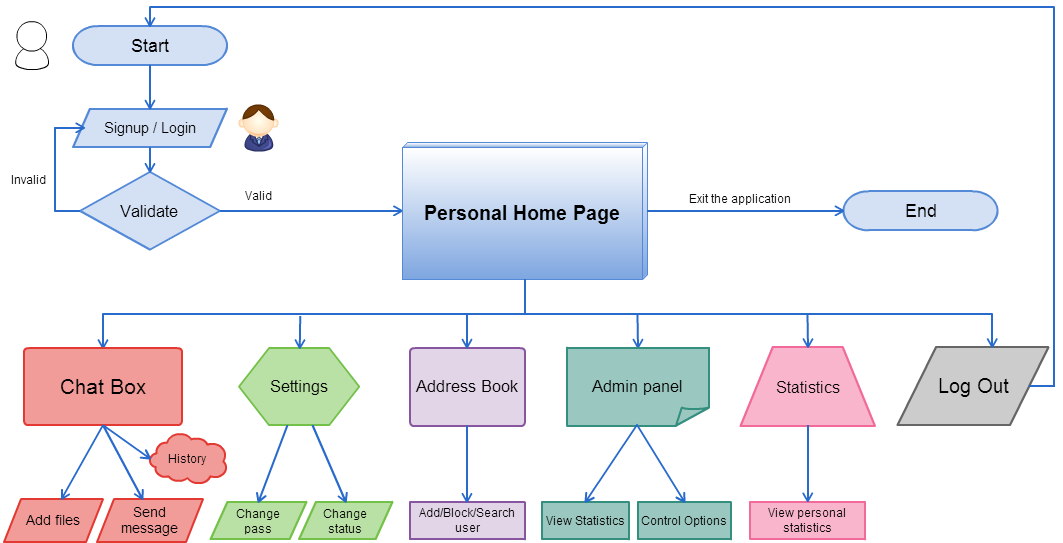 Start
Signup / Login
Invalid
Validate
Valid
Personal Home Page
Exit the application
End
Chat Box
Settings
Address Book
Admin panel
Statistics
Log Out
History
Add files
Send
message
Change
pass
Change
status
Add/Block/Search
user
View Statistics
Control Options
View personal
statistics